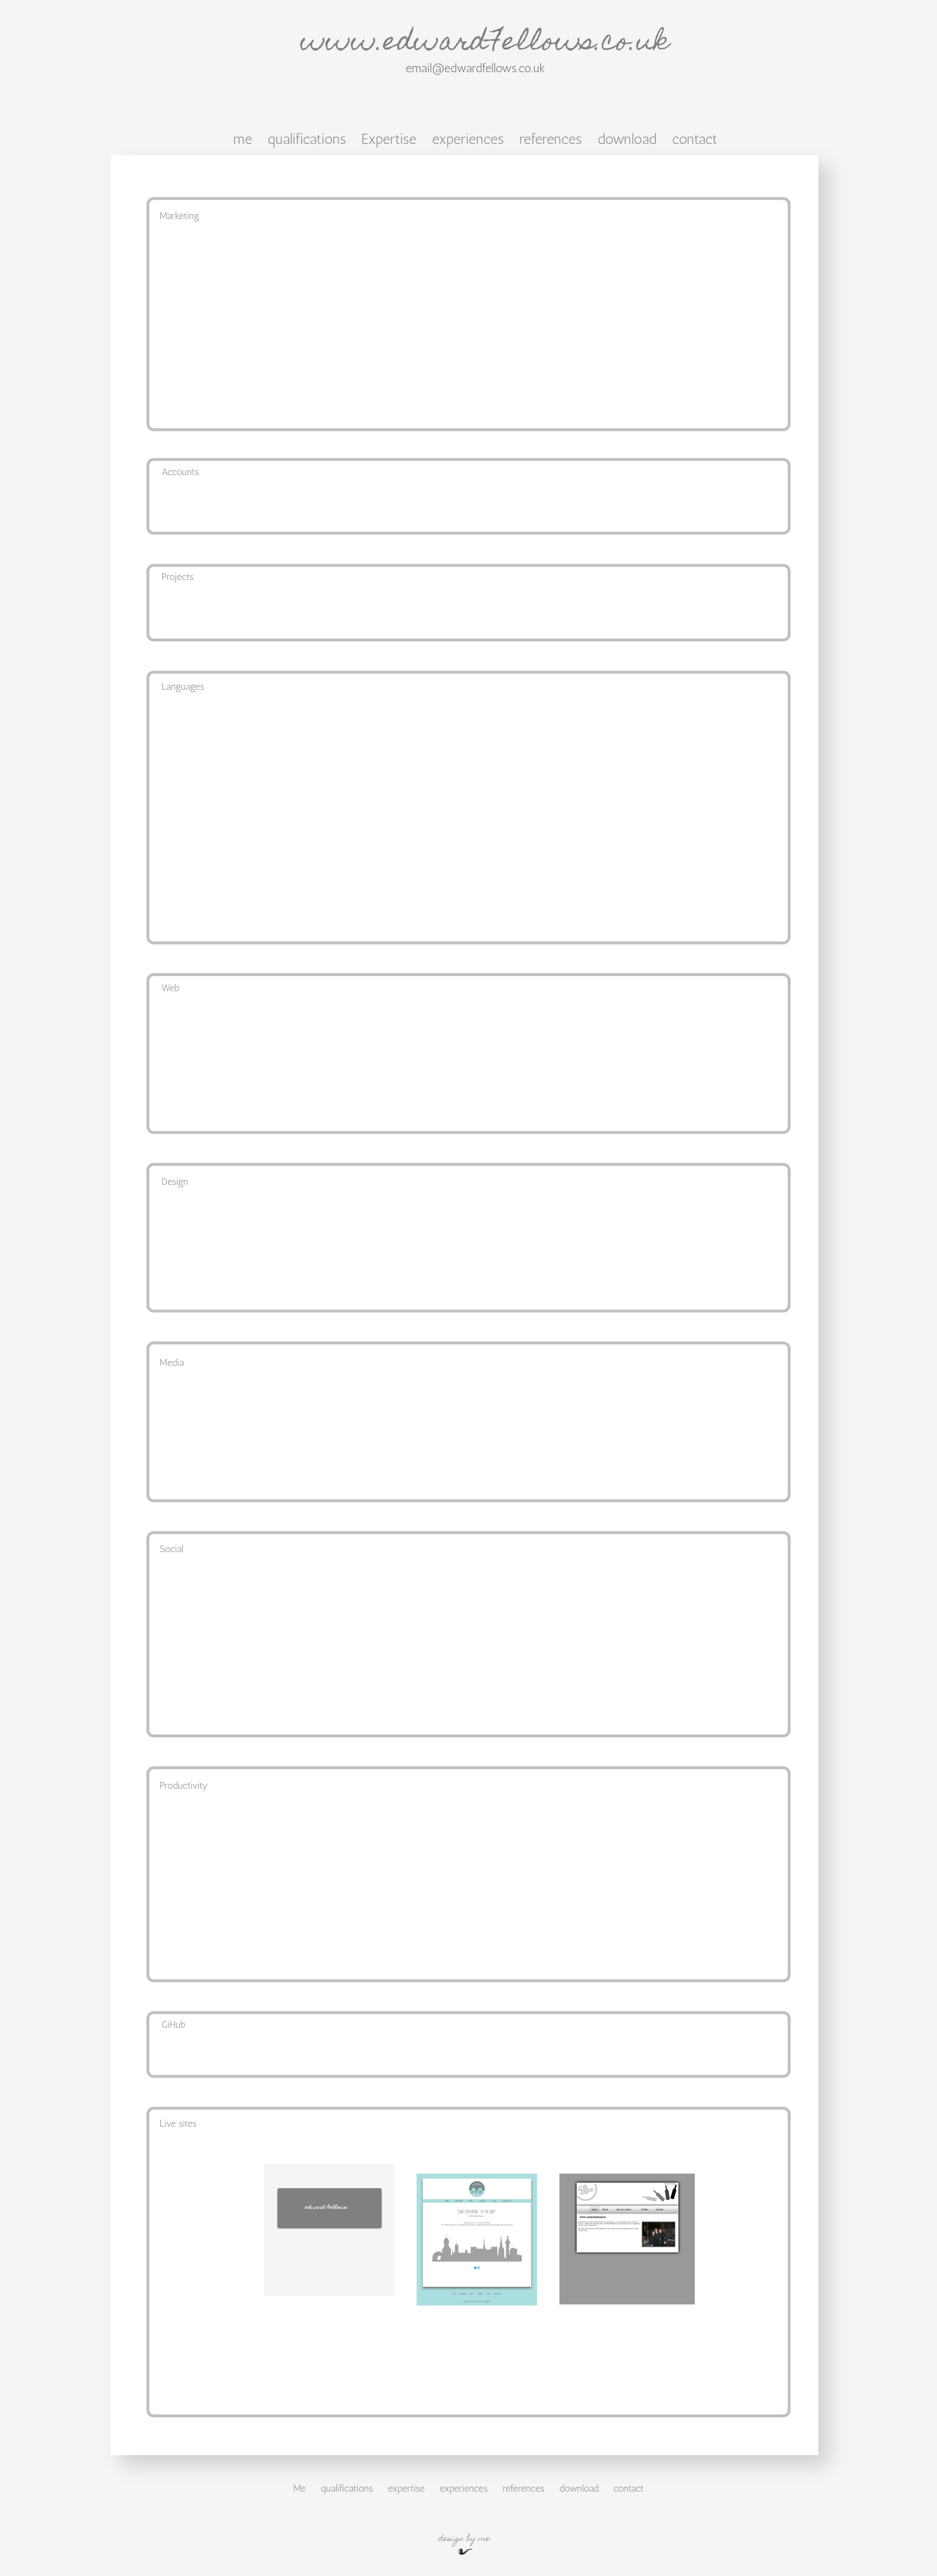 www.edwardfellows.co.uk
email@edwardfellows.co.uk
me qualifications Expertise experiences references download contact
Marketing
Accounts
Projects
Languages
Web
Design
Media
Social
Productivity
GiHub
Live sites
edward fellows
Me qualifications expertise experiences references download contact
design by me